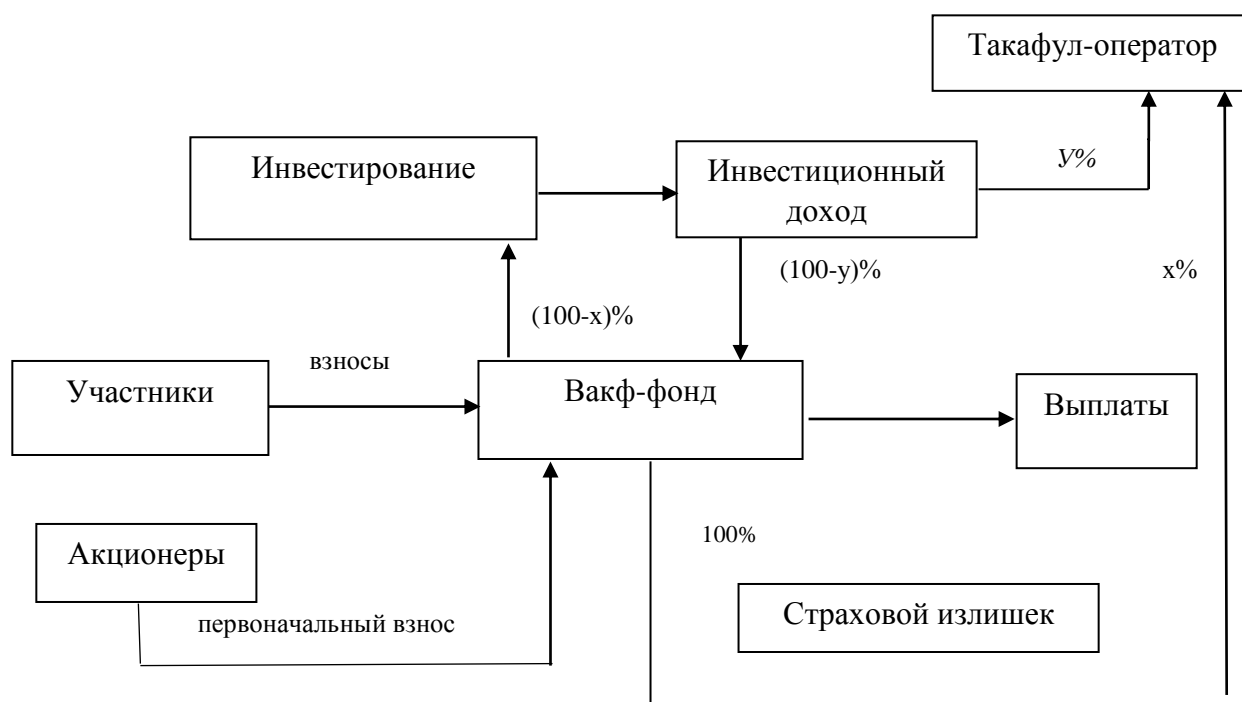 Такафул-оператор
Инвестирование
Инвестиционный
доход
У%
(100-у)%
х%
(100-х)%
взносы
Участники
Вакф-фонд
Выплаты
Акционеры
100%
первоначальный взнос
Страховой излишек